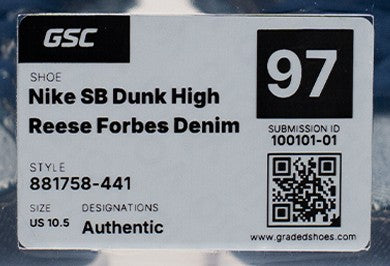 GSC
97
SHOE
Nike SB Dunk High
Reese Forbes Denim
SUBMISSION ID
100101-01
STYLE
881758-441
SIZE
US 10.5
DESIGNATIONS
Authentic
www.gradedshoes.com